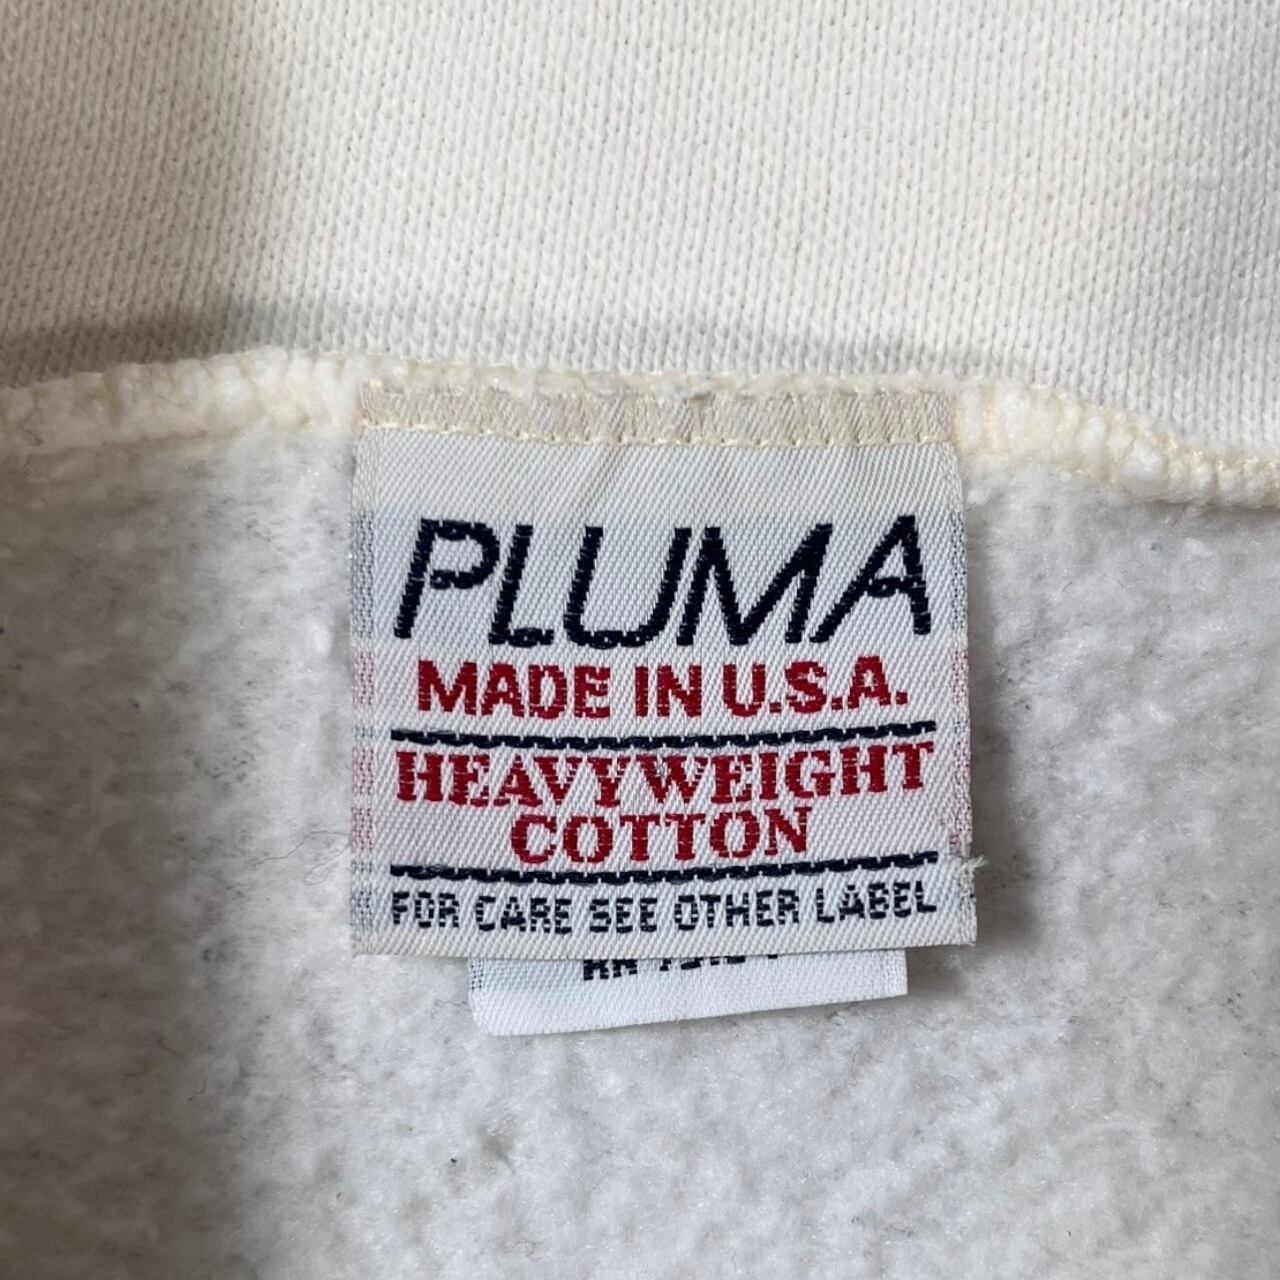 PLUMA
MADE IN U.S.A.
HEAVYWEIGHT
COTTON
FOR CARE SEE OTHER LABEL